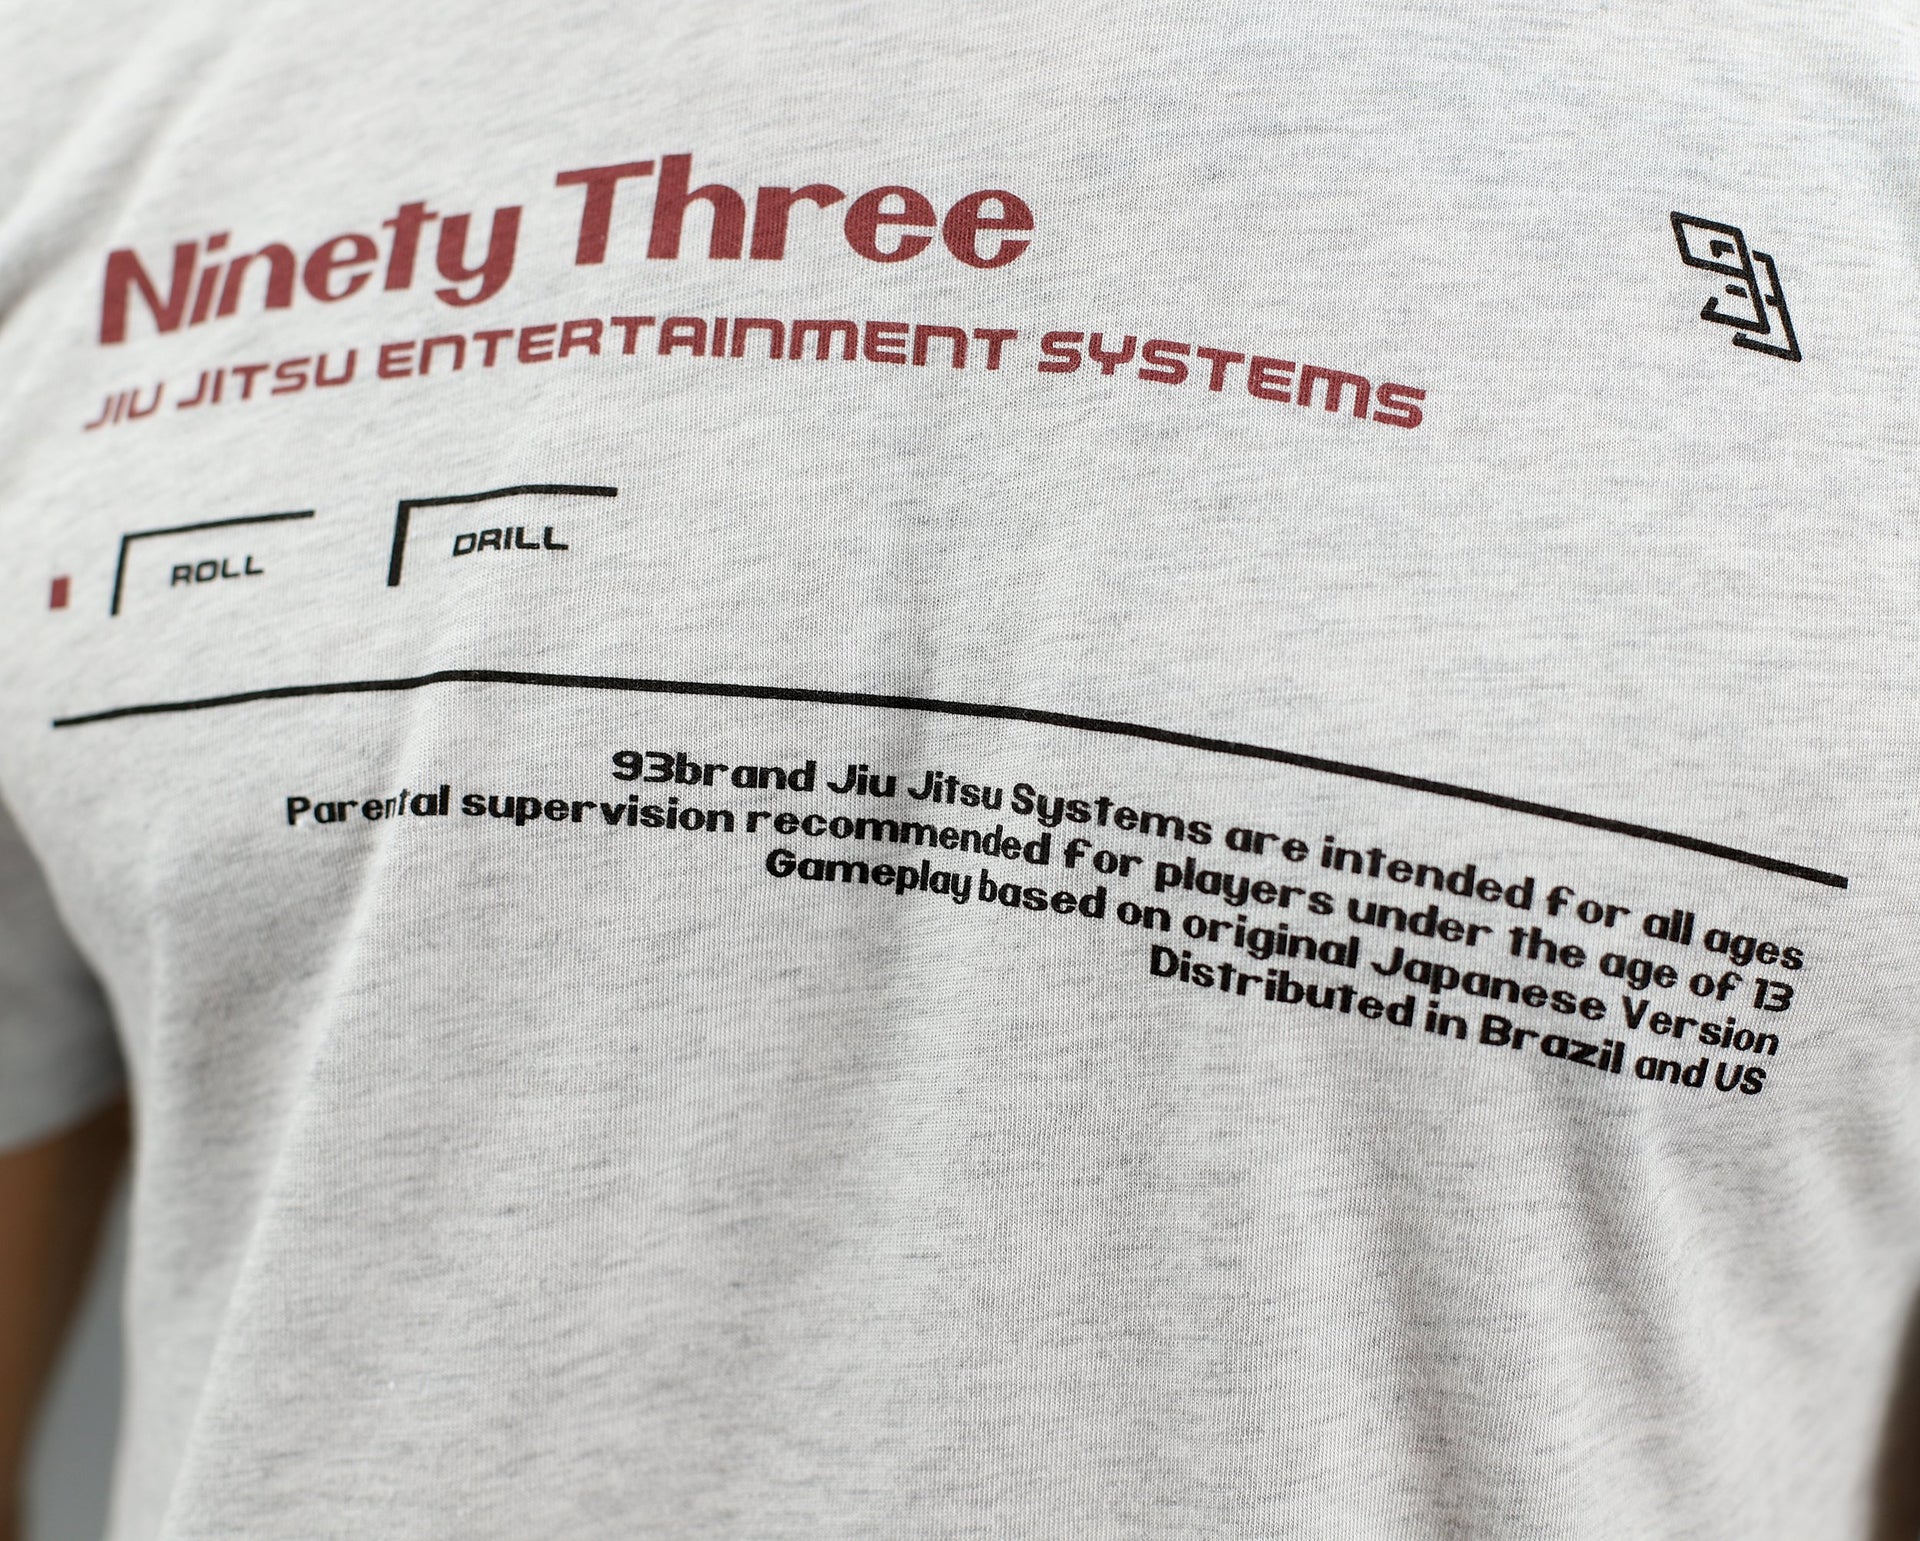 Ninety Three
JIU JITSU ENTERTAINMENT SYSTEMS
93
ROLL
DRILL
93brand Jiu Jitsu Systems are intended for all ages
Parental supervision recommended for players under the age of 13
Gameplay based on original Japanese Version
Distributed in Brazil and US